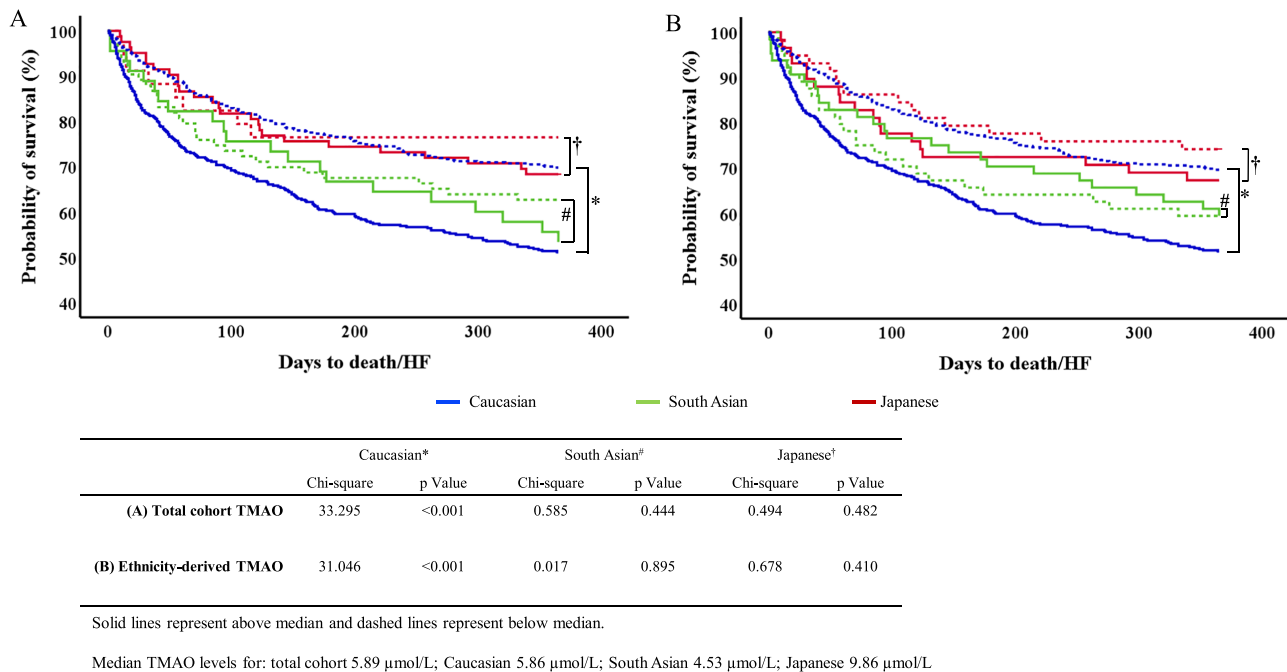 A
B
Probability of survival (%)
100
90
80
70
60
50
40
0 100 200 300 400
Days to death/HF
†
*
#
Probability of survival (%)
100
90
80
70
60
50
40
0 100 200 300 400
Days to death/HF
†
*
#
Caucasian South Asian Japanese
Caucasian* South Asian# Japanese†
Chi-square p Value Chi-square p Value Chi-square p Value
(A) Total cohort TMAO 33.295 <0.001 0.585 0.444 0.494 0.482
(B) Ethnicity-derived TMAO 31.046 <0.001 0.017 0.895 0.678 0.410
Solid lines represent above median and dashed lines represent below median.
Median TMAO levels for: total cohort 5.89 µmol/L; Caucasian 5.86 µmol/L; South Asian 4.53 µmol/L; Japanese 9.86 µmol/L